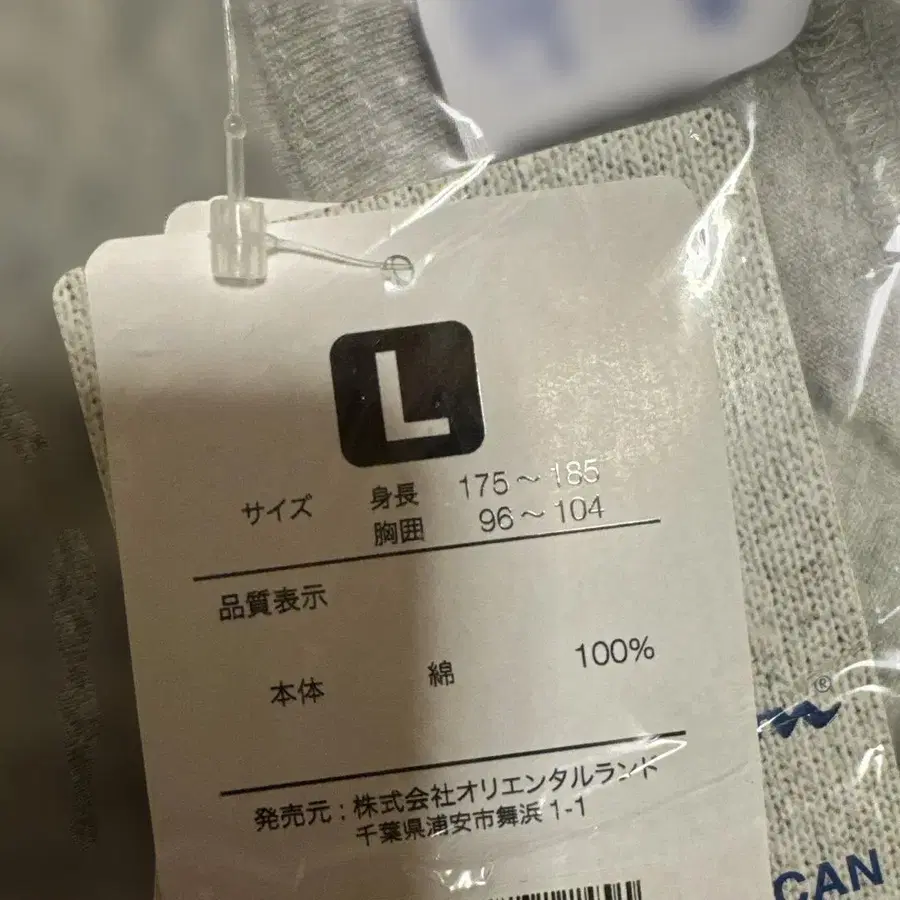 L
サイズ 身長 175～185
胸囲 96～104
品質表示
本体 綿 100%
発売元：株式会社オリエンタルランド
千葉県浦安市舞浜 1-1
®
CAN